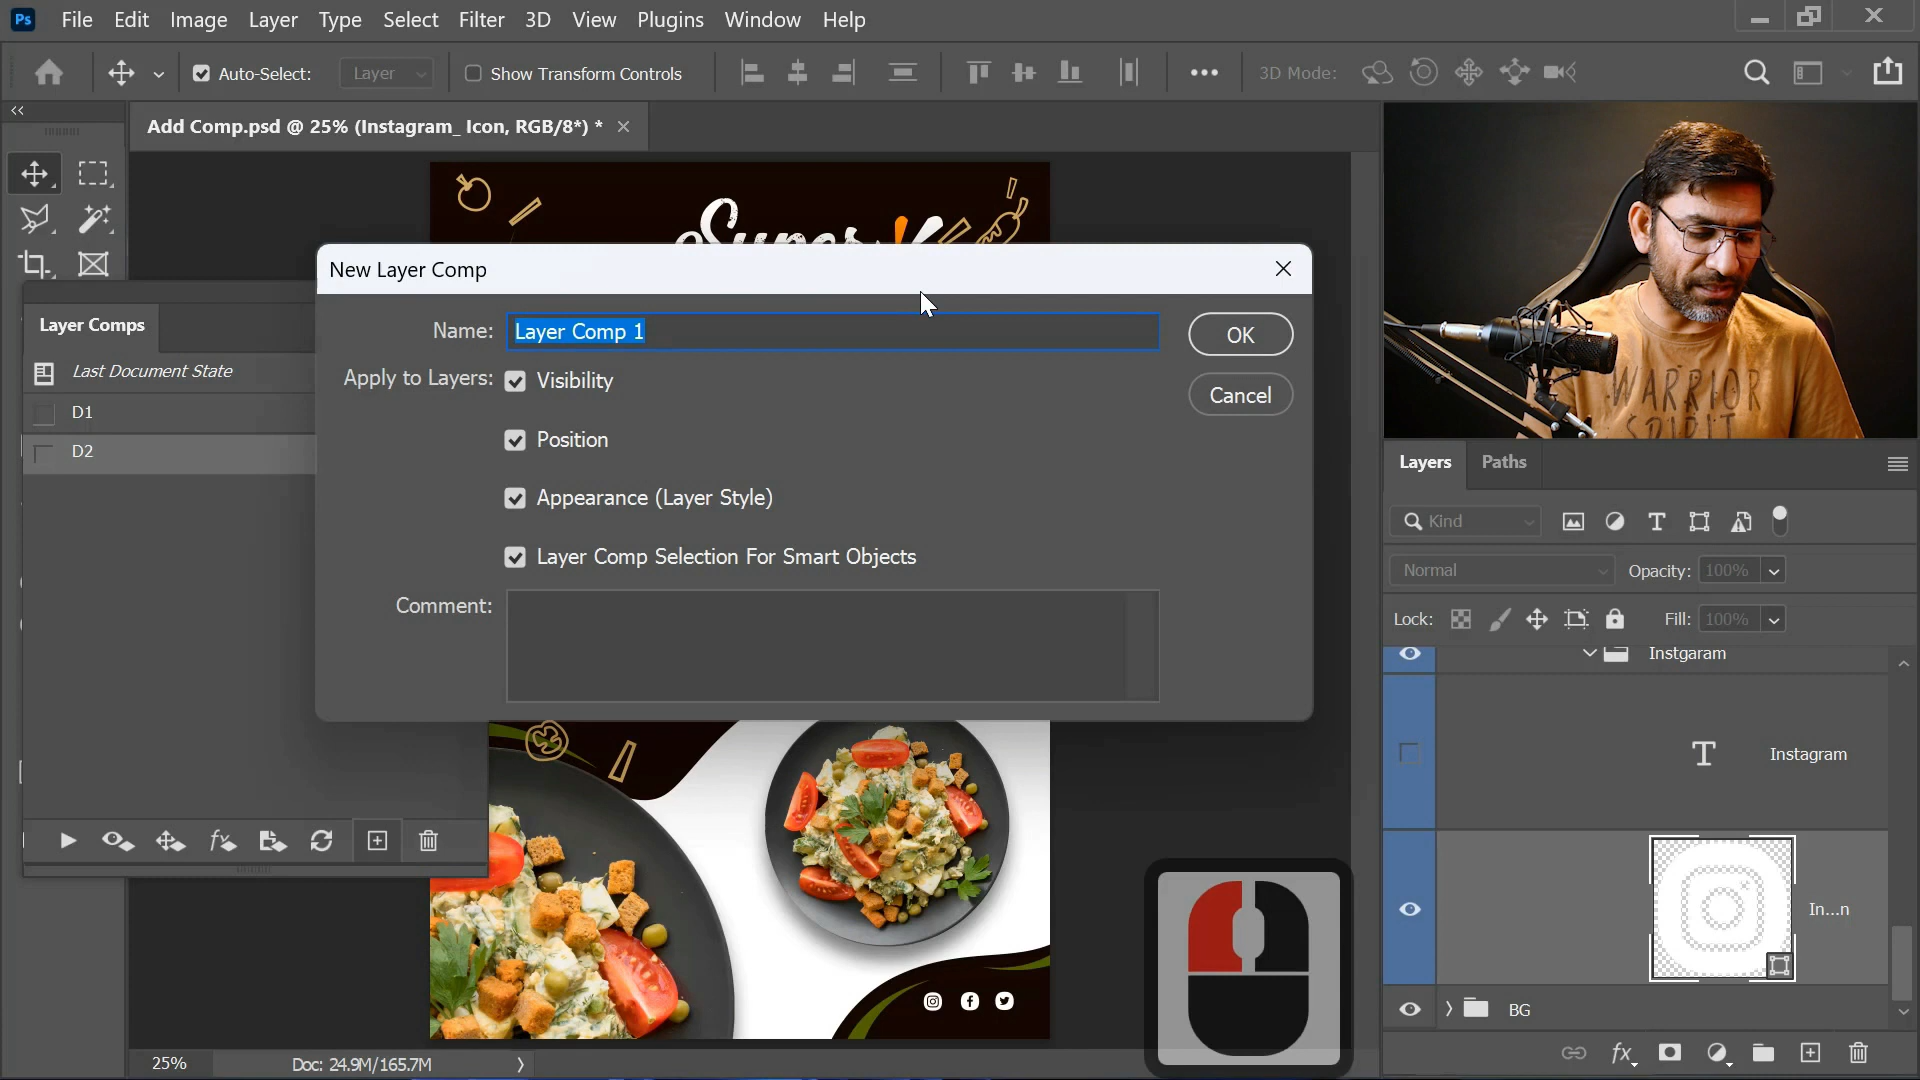 Ps File Edit Image Layer Type Select Filter 3D View Plugins Window Help
Auto-Select: Layer Show Transform Controls 3D Mode:
Add Comp.psd @ 25% (Instagram_ Icon, RGB/8*) *
Super
New Layer Comp
Name: Layer Comp 1
OK
Apply to Layers: Visibility
Cancel
Position
Appearance (Layer Style)
Layer Comp Selection For Smart Objects
Comment:
Layer Comps
Last Document State
D1
D2
WARRIOR
SPIRIT
Layers Paths
Kind
Normal Opacity: 100%
Lock: Fill: 100%
Instgaram
T Instagram
In...n
BG
fx
25% Doc: 24.9M/165.7M